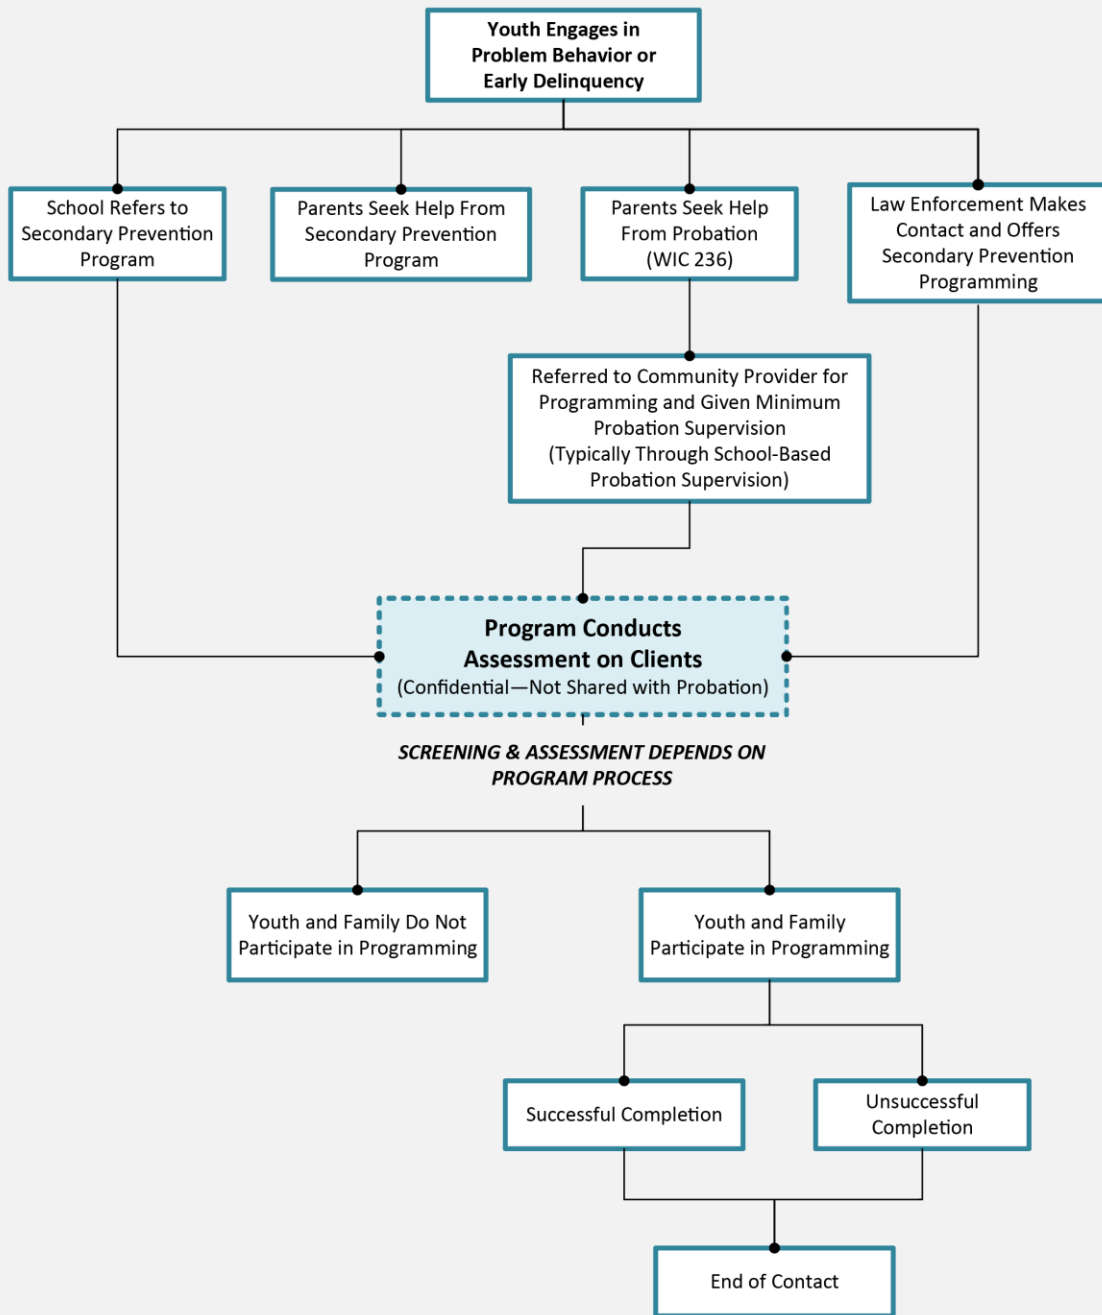 Youth Engages in
Problem Behavior or
Early Delinquency
School Refers to
Secondary Prevention
Program
Parents Seek Help From
Secondary Prevention
Program
Parents Seek Help
From Probation
(WIC 236)
Law Enforcement Makes
Contact and Offers
Secondary Prevention
Programming
Referred to Community Provider for
Programming and Given Minimum
Probation Supervision
(Typically Through School-Based
Probation Supervision)
Program Conducts
Assessment on Clients
(Confidential—Not Shared with Probation)
SCREENING & ASSESSMENT DEPENDS ON
PROGRAM PROCESS
Youth and Family Do Not
Participate in Programming
Youth and Family
Participate in Programming
Successful Completion
Unsuccessful
Completion
End of Contact